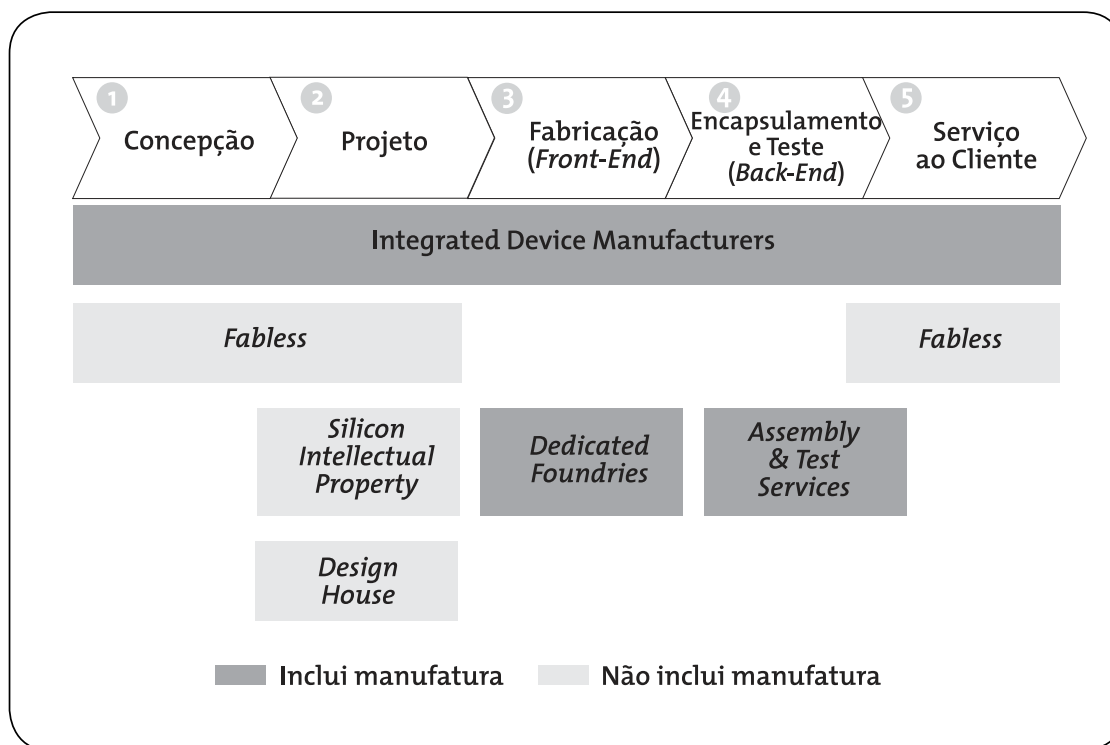 1
Concepção
2
Projeto
3
Fabricação
(Front-End)
4
Encapsulamento
e Teste
(Back-End)
5
Serviço
ao Cliente
Integrated Device Manufacturers
Fabless
Fabless
Silicon
Intellectual
Property
Dedicated
Foundries
Assembly
& Test
Services
Design
House
Inclui manufatura
Não inclui manufatura